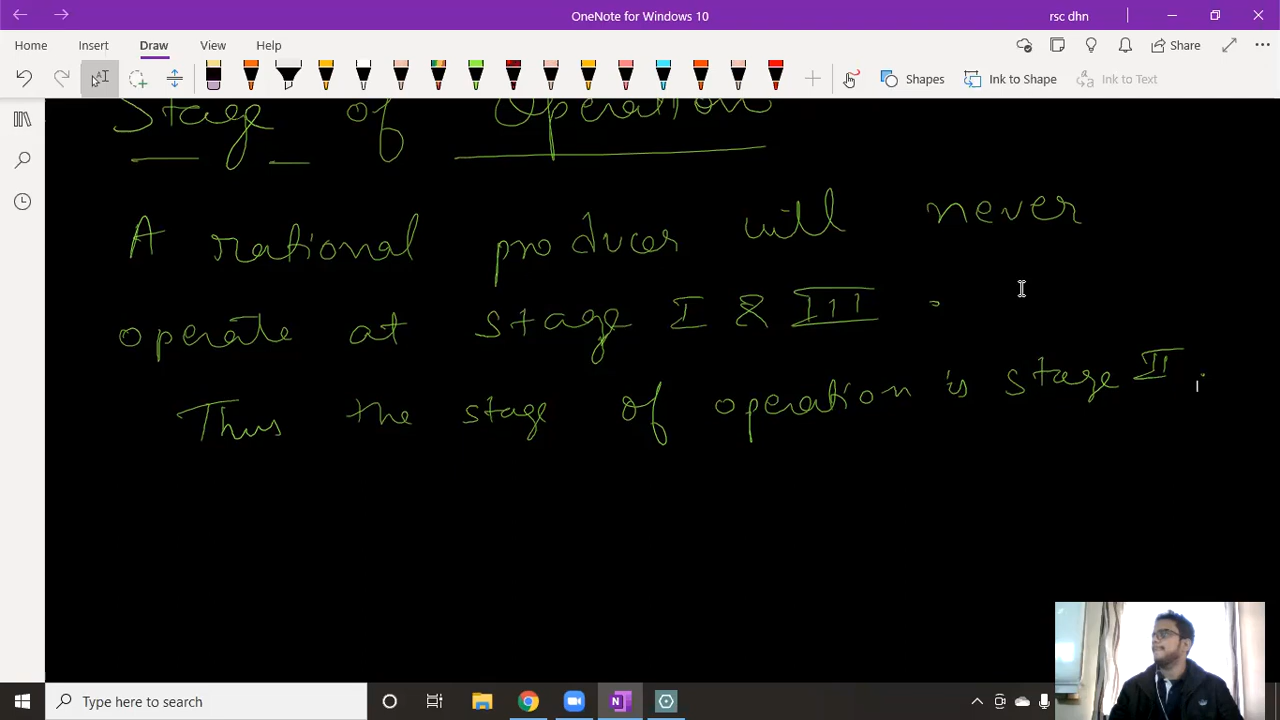 OneNote for Windows 10
rsc dhn
Home Insert Draw View Help
Share
Shapes
Ink to Shape
Ink to Text
Stage of Operation
A rational producer will never
operate at stage I & III .
Thus the stage of operation is stage II .
Type here to search